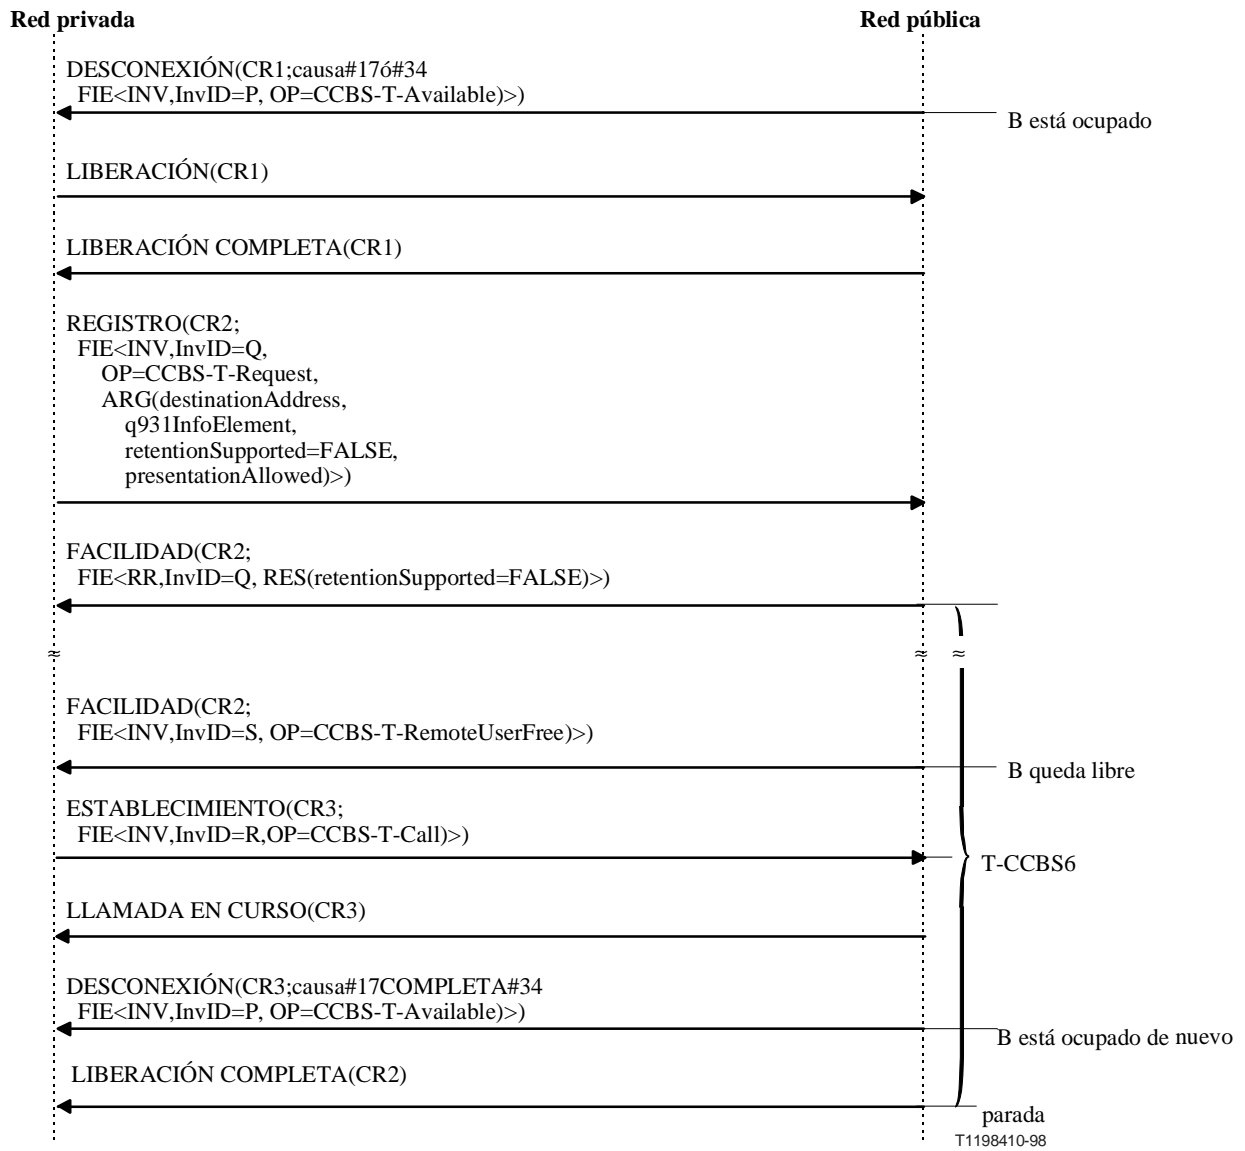 Red privada
Red pública
DESCONEXIÓN(CR1;causa#17ó#34
FIE<INV,InvID=P, OP=CCBS-T-Available)>)
B está ocupado
LIBERACIÓN(CR1)
LIBERACIÓN COMPLETA(CR1)
REGISTRO(CR2;
FIE<INV,InvID=Q,
OP=CCBS-T-Request,
ARG(destinationAddress,
q931InfoElement,
retentionSupported=FALSE,
presentationAllowed)>)
FACILIDAD(CR2;
FIE<RR,InvID=Q, RES(retentionSupported=FALSE)>)
≈ ≈ ≈
FACILIDAD(CR2;
FIE<INV,InvID=S, OP=CCBS-T-RemoteUserFree)>)
B queda libre
ESTABLECIMIENTO(CR3;
FIE<INV,InvID=R,OP=CCBS-T-Call)>)
T-CCBS6
LLAMADA EN CURSO(CR3)
DESCONEXIÓN(CR3;causa#17COMPLETA#34
FIE<INV,InvID=P, OP=CCBS-T-Available)>)
B está ocupado de nuevo
LIBERACIÓN COMPLETA(CR2)
parada
T1198410-98